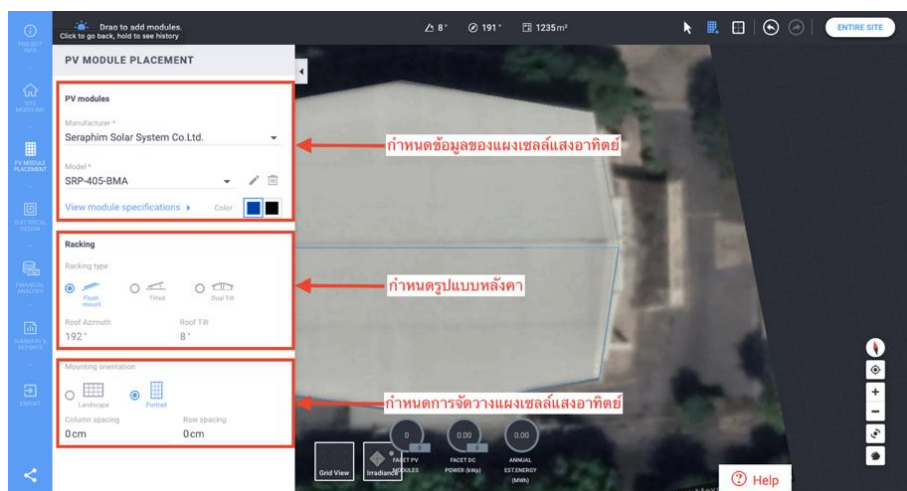 PROJECT INFO
Drag to add modules.
Click to go back, hold to see history
8°
191°
1235m²
ENTIRE SITE
SITE MODELING
PV MODULE PLACEMENT
ELECTRICAL DESIGN
FINANCIAL ANALYSIS
SUMMARY & REPORTS
EXPORT
PV MODULE PLACEMENT
PV modules
Manufacturer *
Seraphim Solar System Co.Ltd.
Model *
SRP-405-BMA
View module specifications
Color
กำหนดข้อมูลของแผงเซลล์แสงอาทิตย์
Racking
Racking type
Flush mount
Tilted
Dual Tilt
Roof Azimuth
Roof Tilt
192°
8°
กำหนดรูปแบบหลังคา
Mounting orientation
Landscape
Portrait
Column spacing
Row spacing
0cm
0cm
กำหนดการจัดวางแผงเซลล์แสงอาทิตย์
Grid View
Irradiance
0
0.00
0.00
FACET PV MODULES
FACET DC POWER (kWp)
ANNUAL EST.ENERGY (MWh)
Help